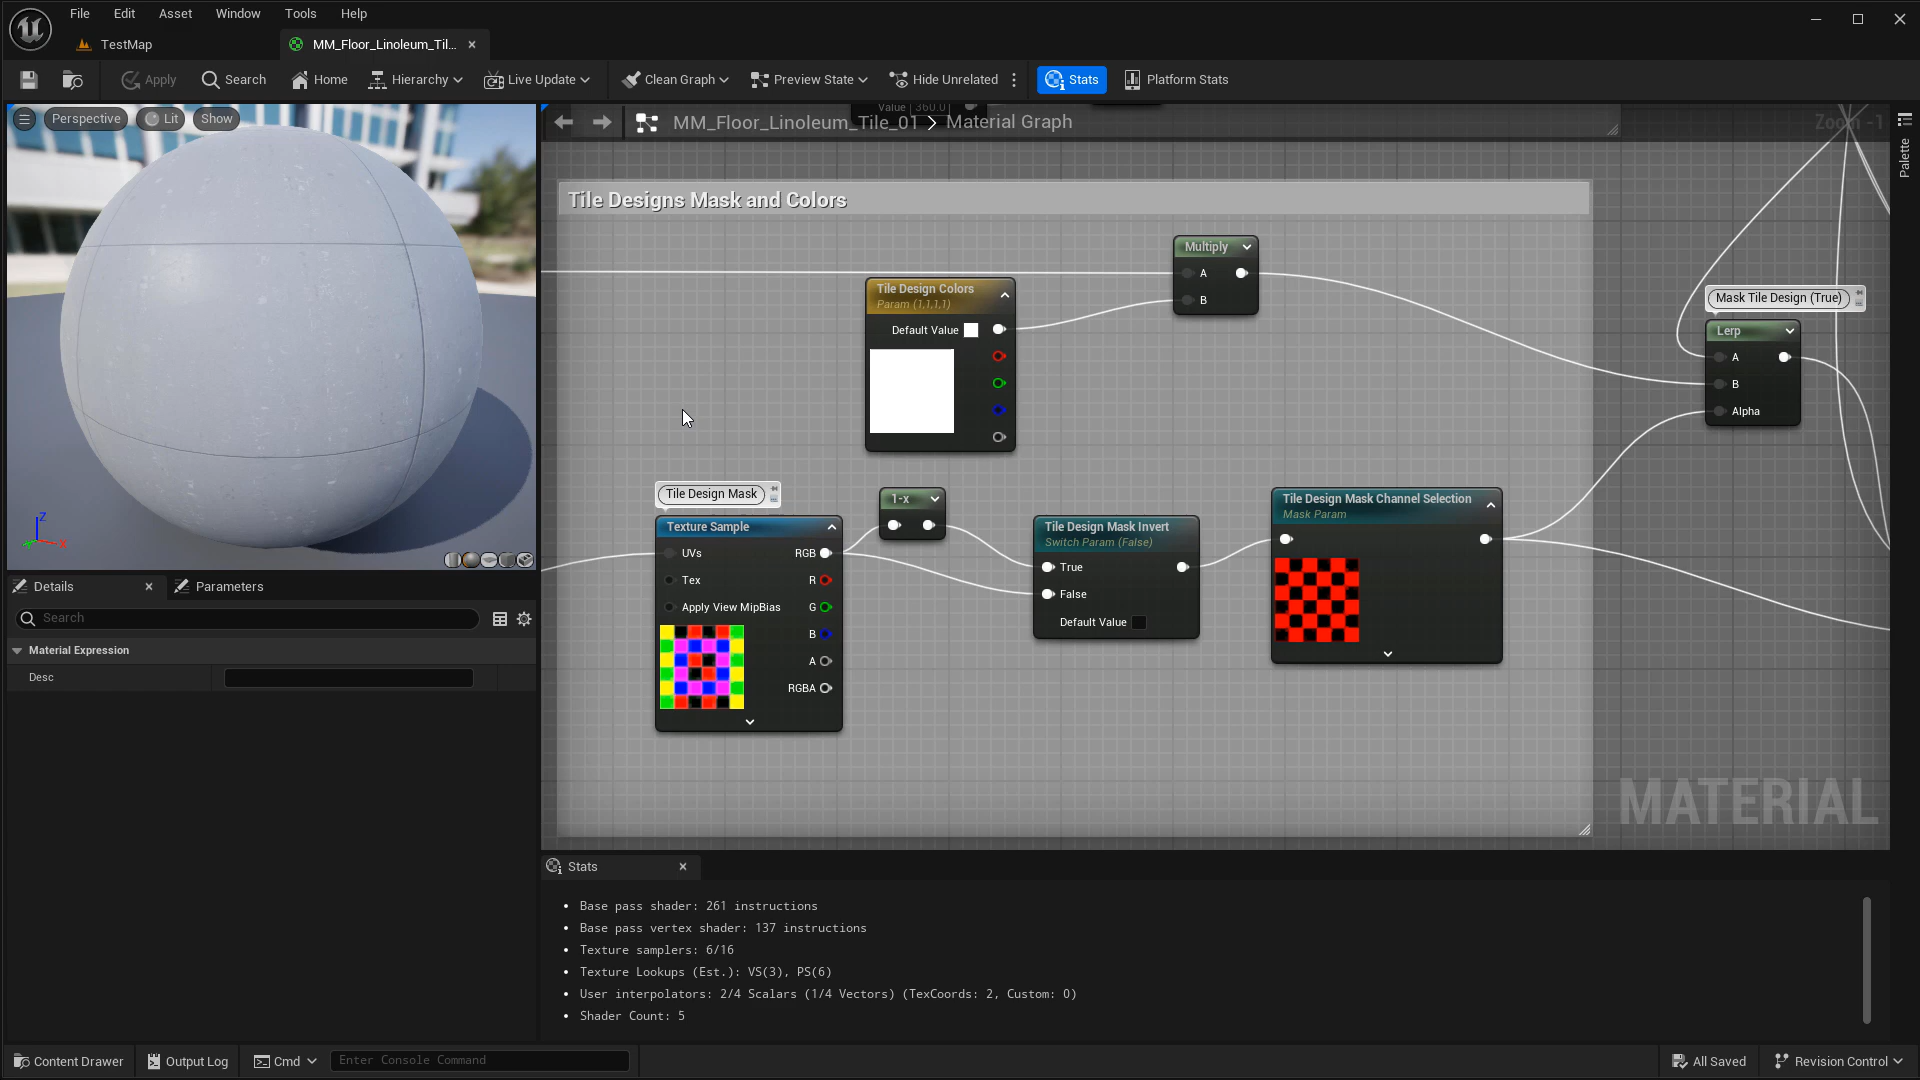 File Edit Asset Window Tools Help
TestMap
MM_Floor_Linoleum_Til...
Apply
Search
Home
Hierarchy
Live Update
Clean Graph
Preview State
Hide Unrelated
Stats
Platform Stats
Perspective
Lit
Show
Value 360.0
MM_Floor_Linoleum_Tile_01 > Material Graph
Zoom -1
Palette
Tile Designs Mask and Colors
Multiply
A
B
Tile Design Colors
Param (1,1,1,1)
Default Value
Mask Tile Design (True)
Lerp
A
B
Alpha
Tile Design Mask
Texture Sample
UVs
RGB
Tex
R
Apply View MipBias
G
B
A
RGBA
1-x
Tile Design Mask Invert
Switch Param (False)
True
False
Default Value
Tile Design Mask Channel Selection
Mask Param
MATERIAL
Z
X
Details
Parameters
Search
Material Expression
Desc
Stats
Base pass shader: 261 instructions
Base pass vertex shader: 137 instructions
Texture samplers: 6/16
Texture Lookups (Est.): VS(3), PS(6)
User interpolators: 2/4 Scalars (1/4 Vectors) (TexCoords: 2, Custom: 0)
Shader Count: 5
Content Drawer
Output Log
Cmd
Enter Console Command
All Saved
Revision Control